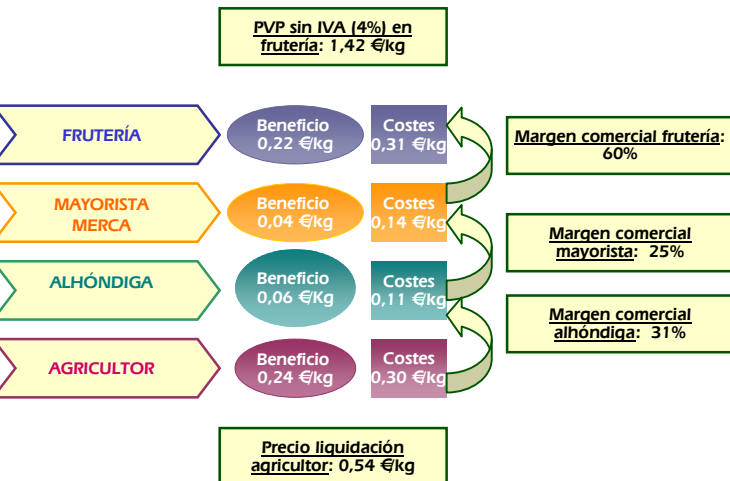 PVP sin IVA (4%) en
frutería: 1,42 €/kg
FRUTERÍA
Beneficio
0,22 €/kg
Costes
0,31 €/kg
Margen comercial frutería:
60%
MAYORISTA
MERCA
Beneficio
0,04 €/kg
Costes
0,14 €/kg
Margen comercial
mayorista: 25%
ALHÓNDIGA
Beneficio
0,06 €/Kg
Costes
0,11 €/kg
Margen comercial
alhóndiga: 31%
AGRICULTOR
Beneficio
0,24 €/kg
Costes
0,30 €/kg
Precio liquidación
agricultor: 0,54 €/kg